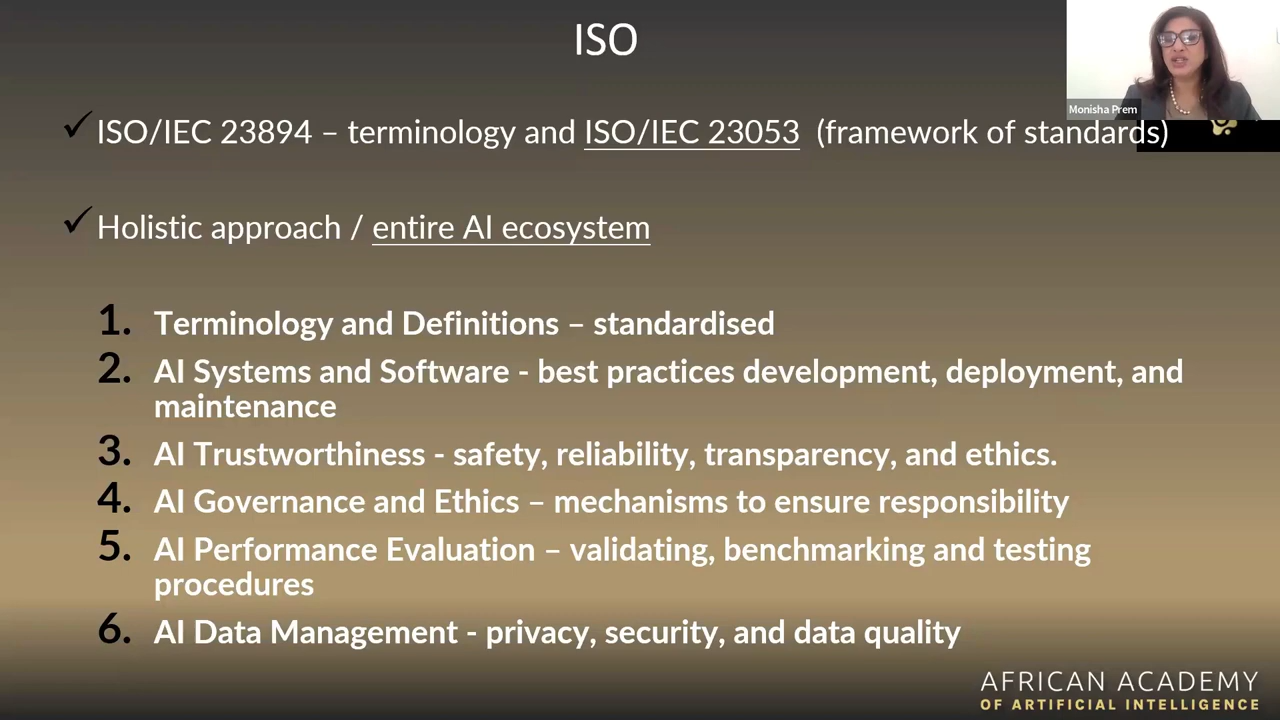 ISO
Monisha Prem
✓ ISO/IEC 23894 – terminology and ISO/IEC 23053 (framework of standards)
✓ Holistic approach / entire AI ecosystem
1. Terminology and Definitions – standardised
2. AI Systems and Software - best practices development, deployment, and
maintenance
3. AI Trustworthiness - safety, reliability, transparency, and ethics.
4. AI Governance and Ethics – mechanisms to ensure responsibility
5. AI Performance Evaluation – validating, benchmarking and testing
procedures
6. AI Data Management - privacy, security, and data quality
AFRICAN ACADEMY
OF ARTIFICIAL INTELLIGENCE